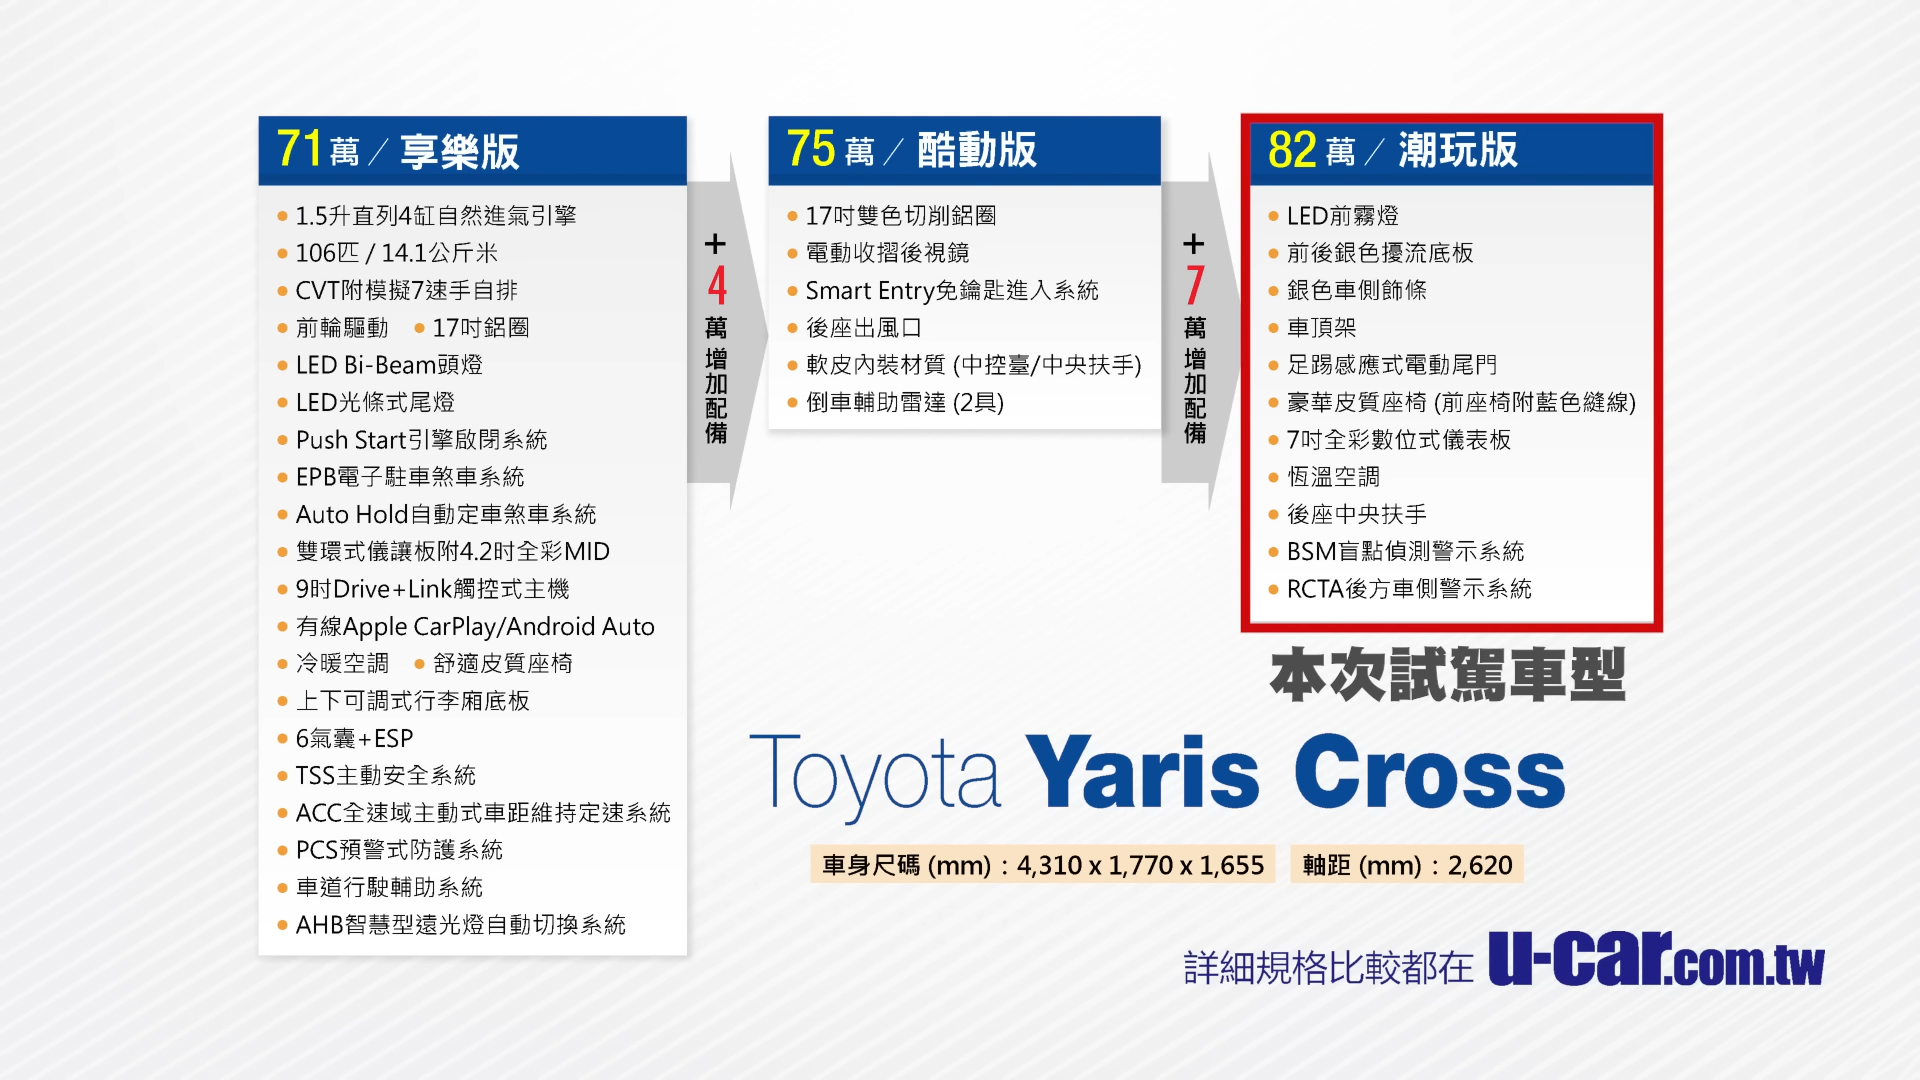 71萬／享樂版
• 1.5升直列4缸自然進氣引擎
• 106匹 / 14.1公斤米
• CVT附模擬7速手自排
• 前輪驅動 • 17吋鋁圈
• LED Bi-Beam頭燈
• LED光條式尾燈
• Push Start引擎啟閉系統
• EPB電子駐車煞車系統
• Auto Hold自動定車煞車系統
• 雙環式儀讓板附4.2吋全彩MID
• 9吋Drive+Link觸控式主機
• 有線Apple CarPlay/Android Auto
• 冷暖空調 • 舒適皮質座椅
• 上下可調式行李廂底板
• 6氣囊+ESP
• TSS主動安全系統
• ACC全速域主動式車距維持定速系統
• PCS預警式防護系統
• 車道行駛輔助系統
• AHB智慧型遠光燈自動切換系統
+4萬 增加配備
75萬／酷動版
• 17吋雙色切削鋁圈
• 電動收摺後視鏡
• Smart Entry免鑰匙進入系統
• 後座出風口
• 軟皮內裝材質 (中控臺/中央扶手)
• 倒車輔助雷達 (2具)
+7萬 增加配備
82萬／潮玩版
• LED前霧燈
• 前後銀色擾流底板
• 銀色車側飾條
• 車頂架
• 足踢感應式電動尾門
• 豪華皮質座椅 (前座椅附藍色縫線)
• 7吋全彩數位式儀表板
• 恆溫空調
• 後座中央扶手
• BSM盲點偵測警示系統
• RCTA後方車側警示系統
本次試駕車型
Toyota Yaris Cross
車身尺碼 (mm)：4,310 x 1,770 x 1,655
軸距 (mm)：2,620
詳細規格比較都在 u-car.com.tw